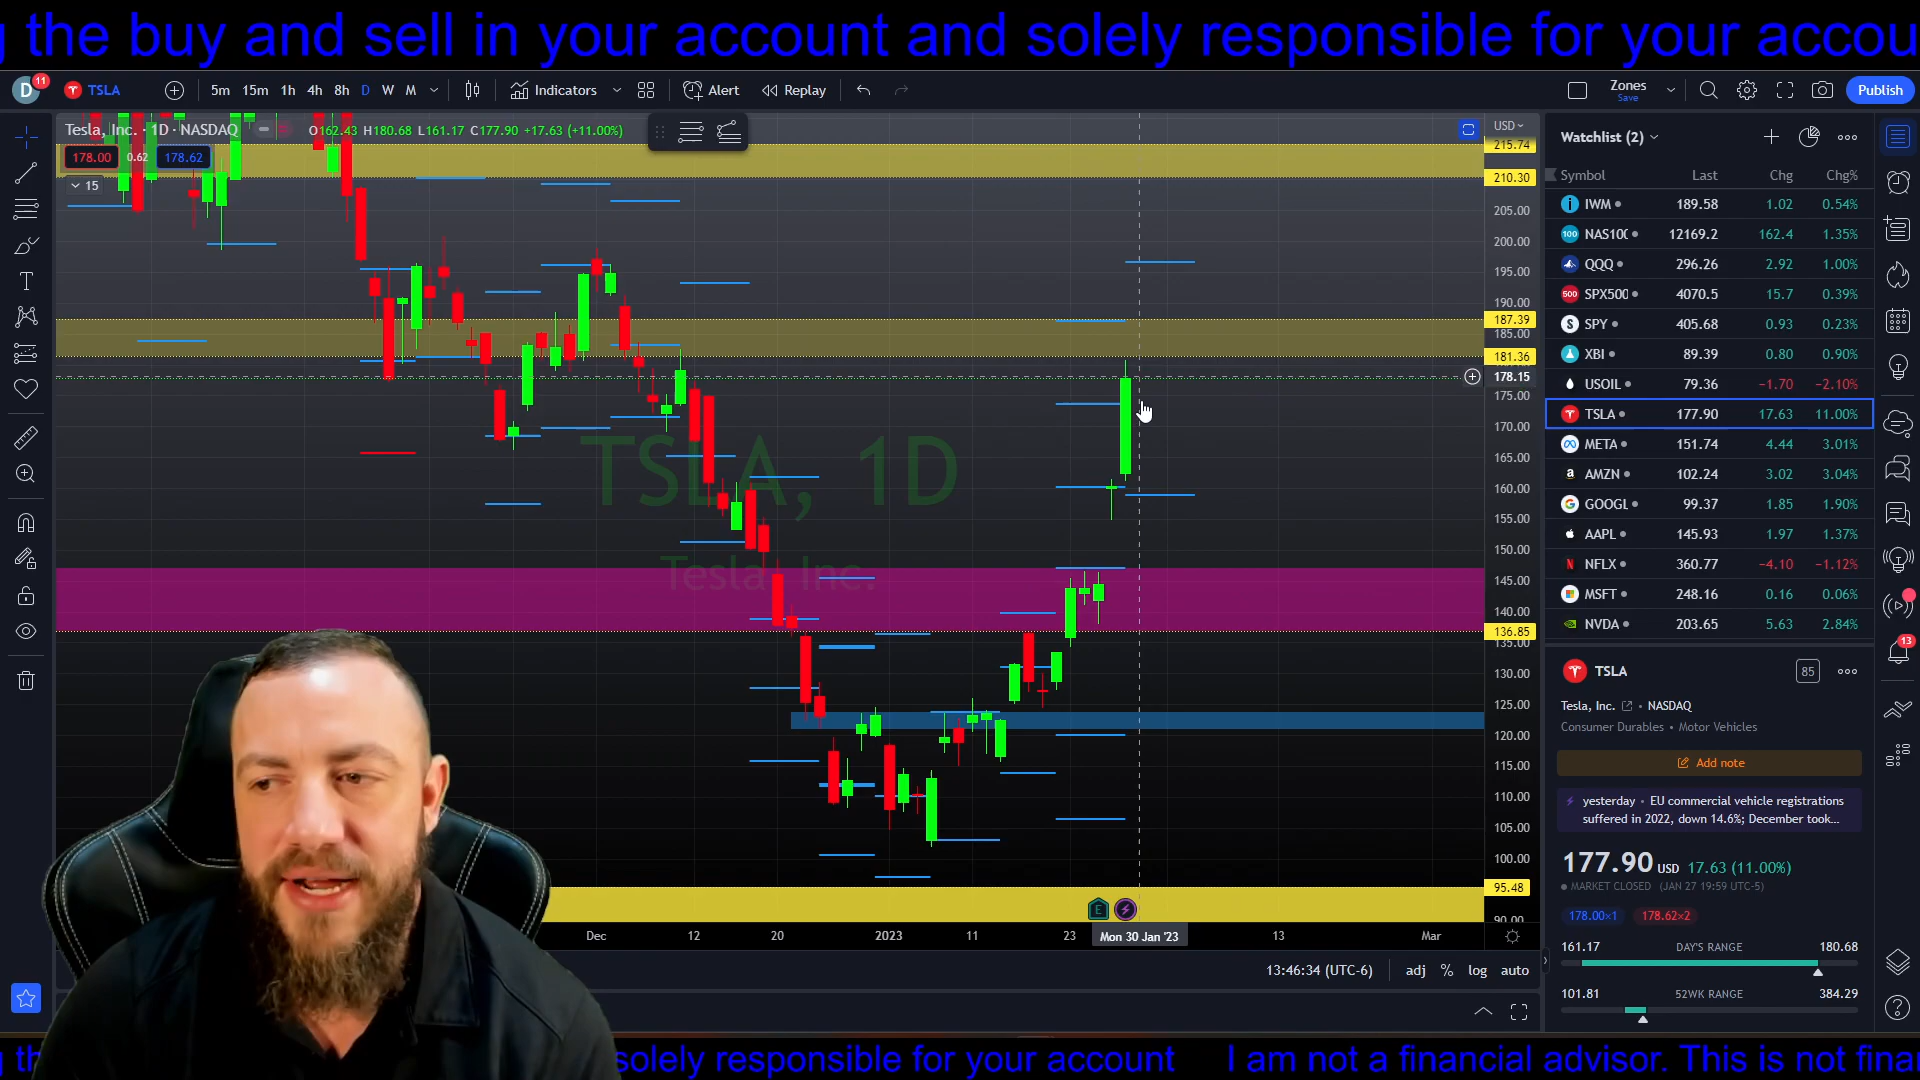 g the buy and sell in your account and solely responsible for your accou
D 11 TSLA 5m 15m 1h 4h 8h D W M Indicators Alert Replay Zones Save Publish
Tesla, Inc. · 1D · NASDAQ O162.43 H180.68 L161.17 C177.90 +17.63 (+11.00%) USD
178.00 0.62 178.62
15
215.74
210.30
205.00
200.00
195.00
190.00
187.39
185.00
181.36
178.15
175.00
170.00
165.00
160.00
155.00
150.00
145.00
140.00
136.85
135.00
130.00
125.00
120.00
115.00
110.00
105.00
100.00
95.48
90.00
TSLA, 1D
Tesla, Inc.
E
Dec 12 20 2023 11 23 Mon 30 Jan '23 13 Mar
13:46:34 (UTC-6) adj % log auto
Watchlist (2)
Symbol Last Chg Chg%
IWM 189.58 1.02 0.54%
100 NAS100 12169.2 162.4 1.35%
QQQ 296.26 2.92 1.00%
500 SPX500 4070.5 15.7 0.39%
SPY 405.68 0.93 0.23%
XBI 89.39 0.80 0.90%
USOIL 79.36 −1.70 −2.10%
TSLA 177.90 17.63 11.00%
META 151.74 4.44 3.01%
AMZN 102.24 3.02 3.04%
GOOGL 99.37 1.85 1.90%
AAPL 145.93 1.97 1.37%
NFLX 360.77 −4.10 −1.12%
MSFT 248.16 0.16 0.06%
NVDA 203.65 5.63 2.84%
13
TSLA 85
Tesla, Inc. • NASDAQ
Consumer Durables • Motor Vehicles
Add note
yesterday • EU commercial vehicle registrations
suffered in 2022, down 14.6%; December took...
177.90 USD 17.63 (11.00%)
MARKET CLOSED (JAN 27 19:59 UTC-5)
178.00×1 178.62×2
161.17 DAY'S RANGE 180.68
101.81 52WK RANGE 384.29
g th solely responsible for your account I am not a financial advisor. This is not finan